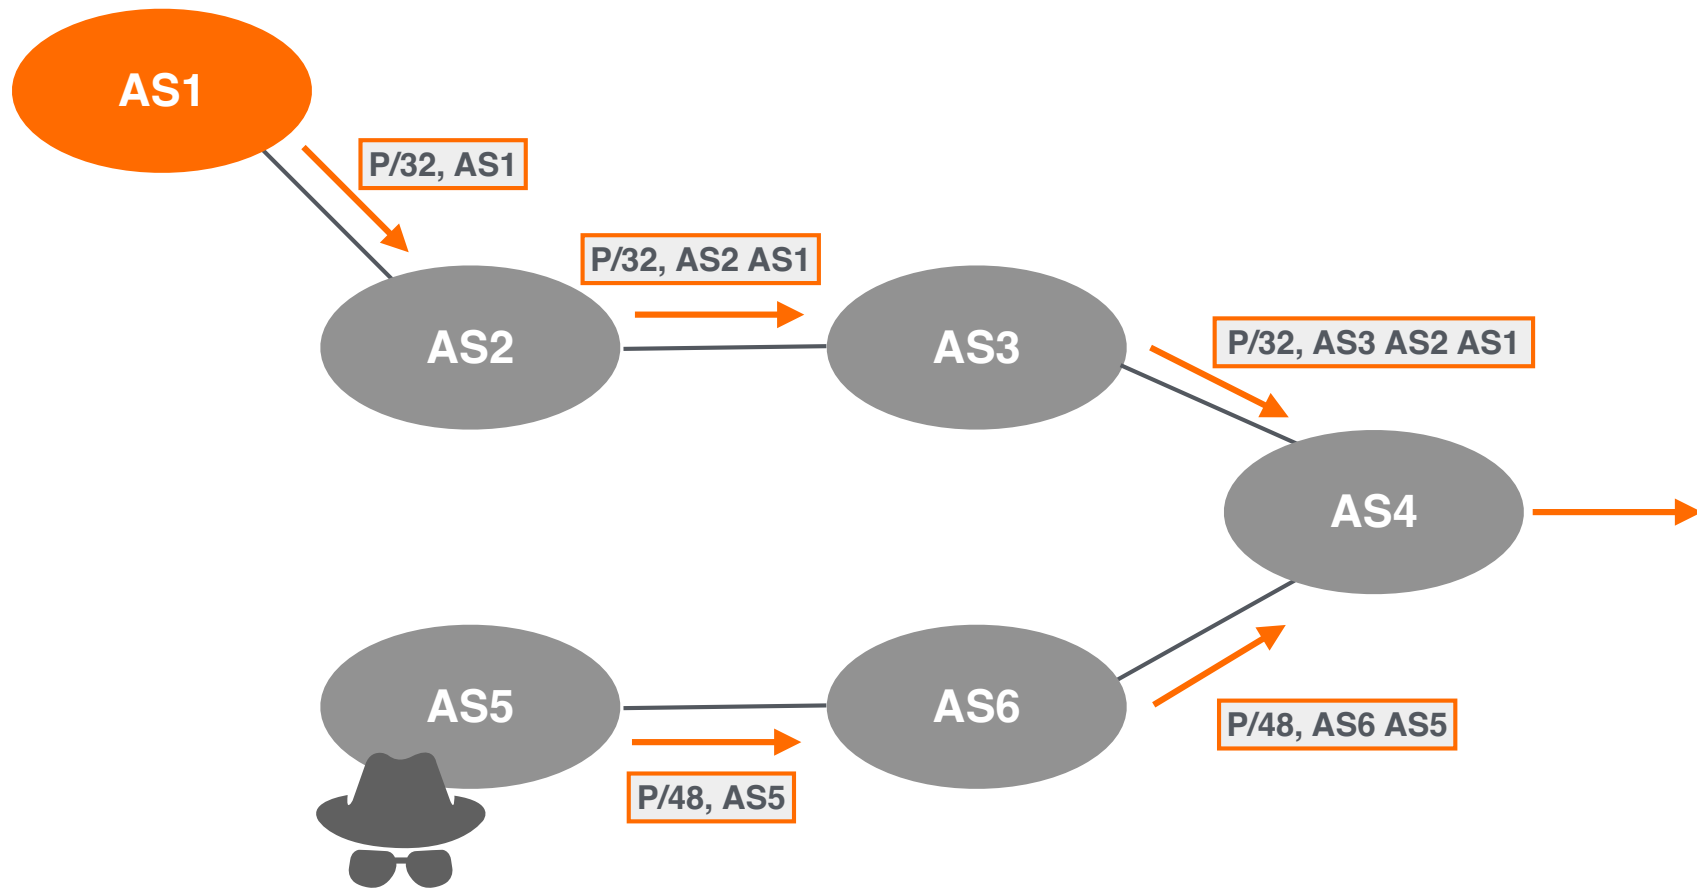 AS1
P/32, AS1
P/32, AS2 AS1
AS2
AS3
P/32, AS3 AS2 AS1
AS4
AS5
AS6
P/48, AS6 AS5
P/48, AS5